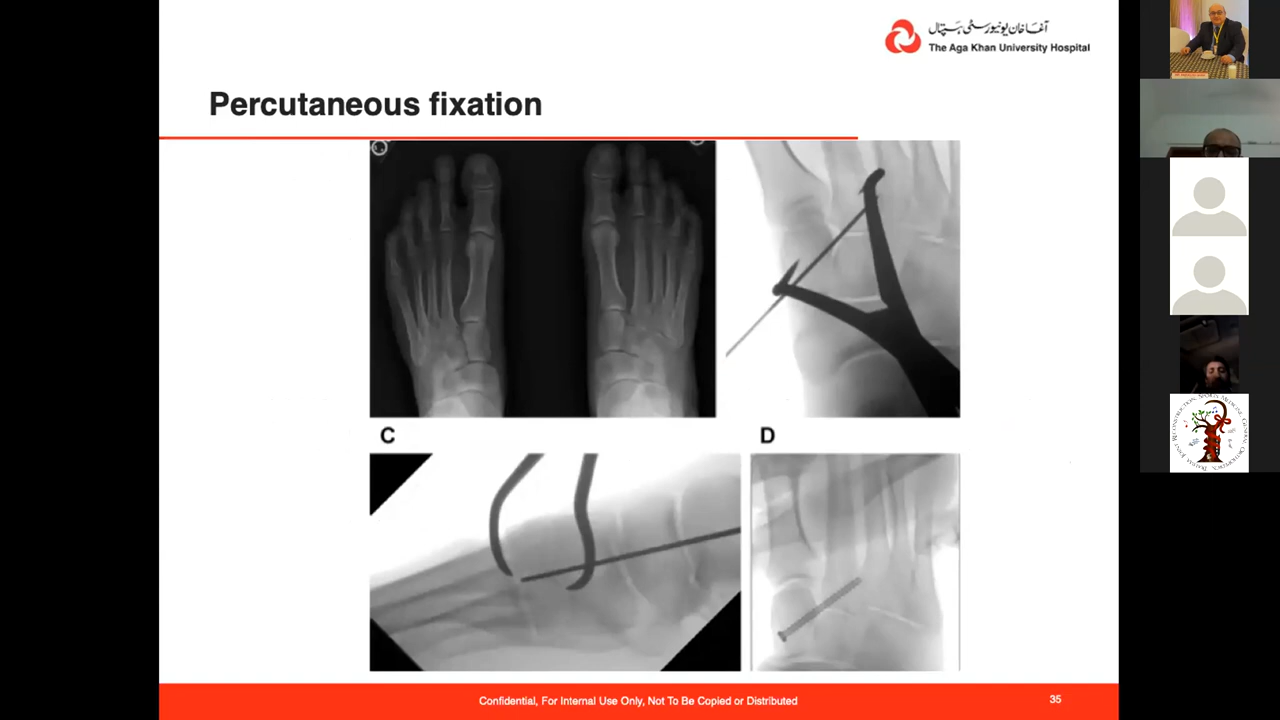 آغا خان یونیورسٹی ہسپتال
The Aga Khan University Hospital
Percutaneous fixation
C
D
Confidential, For Internal Use Only, Not To Be Copied or Distributed
35